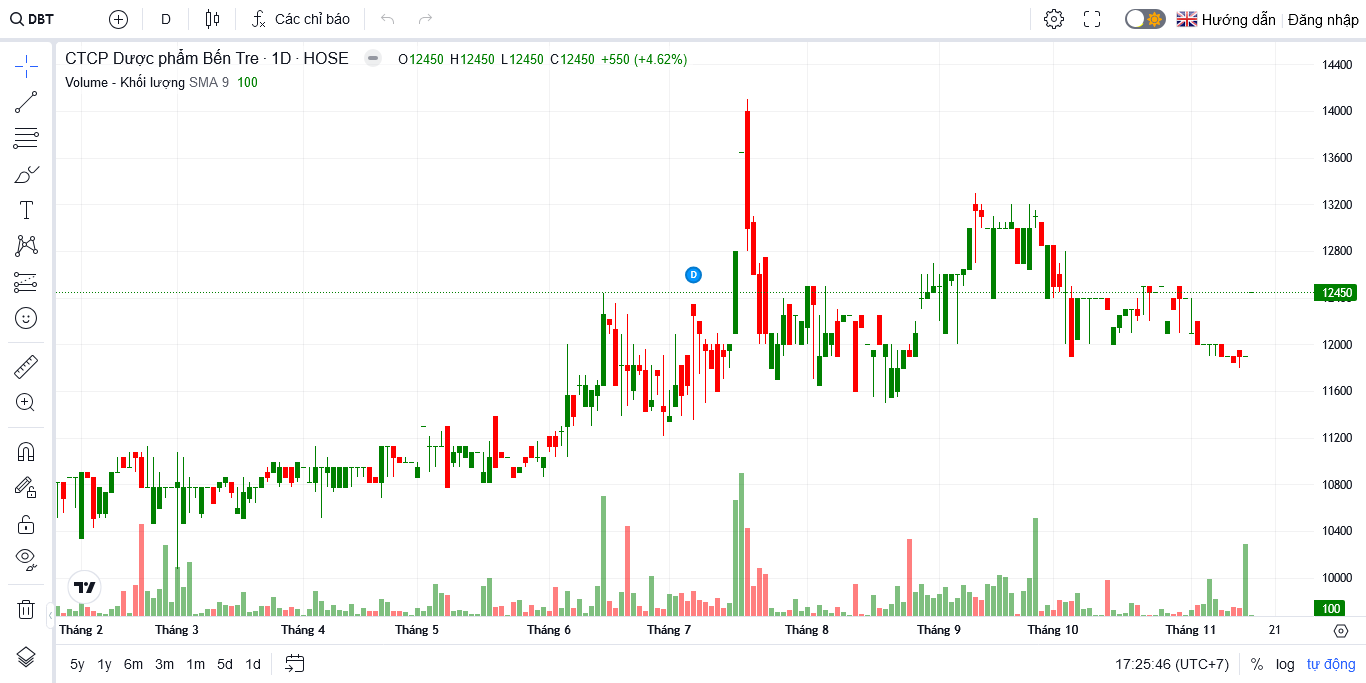 DBT D Các chỉ báo Hướng dẫn Đăng nhập
CTCP Dược phẩm Bến Tre · 1D · HOSE O12450 H12450 L12450 C12450 +550 (+4.62%)
Volume - Khối lượng SMA 9 100
14400
14000
13600
13200
12800
12450
12000
11600
11200
10800
10400
10000
100
D
Tháng 2 Tháng 3 Tháng 4 Tháng 5 Tháng 6 Tháng 7 Tháng 8 Tháng 9 Tháng 10 Tháng 11 21
5y 1y 6m 3m 1m 5d 1d 17:25:46 (UTC+7) % log tự động